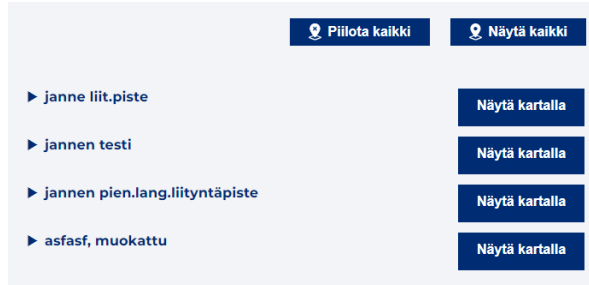 Piilota kaikki Näytä kaikki
janne liit.piste Näytä kartalla
jannen testi Näytä kartalla
jannen pien.lang.liityntäpiste Näytä kartalla
asfasf, muokattu Näytä kartalla